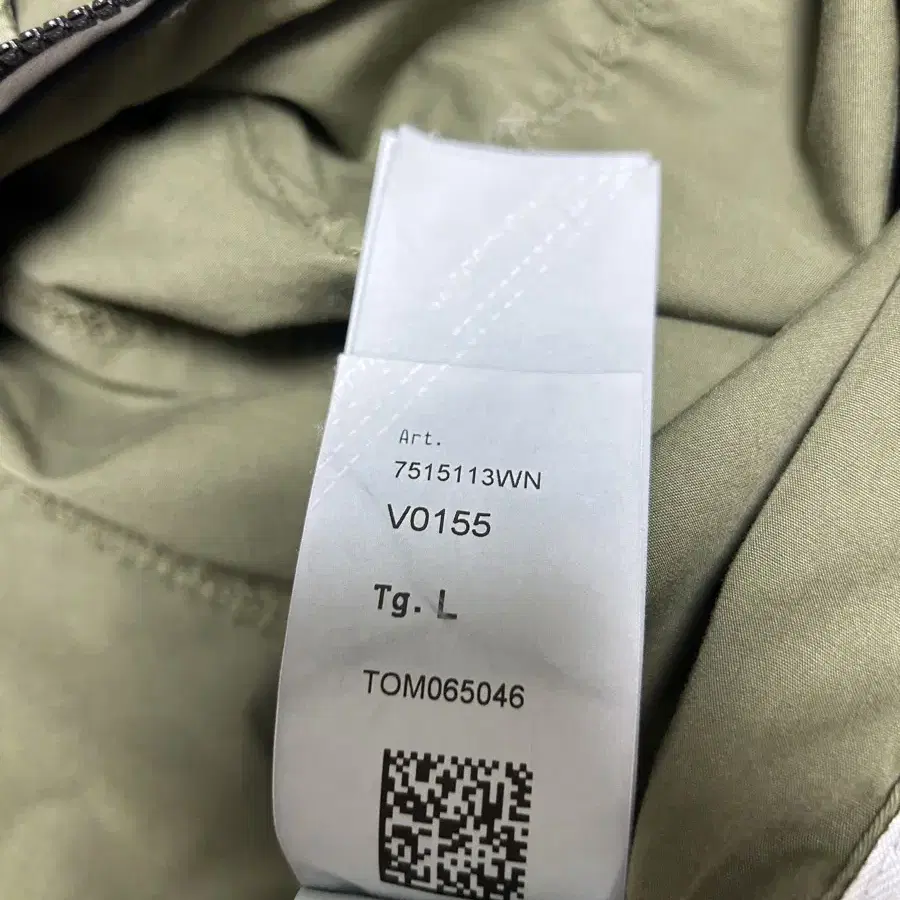 Art.
7515113WN
V0155
Tg. L
TOM065046